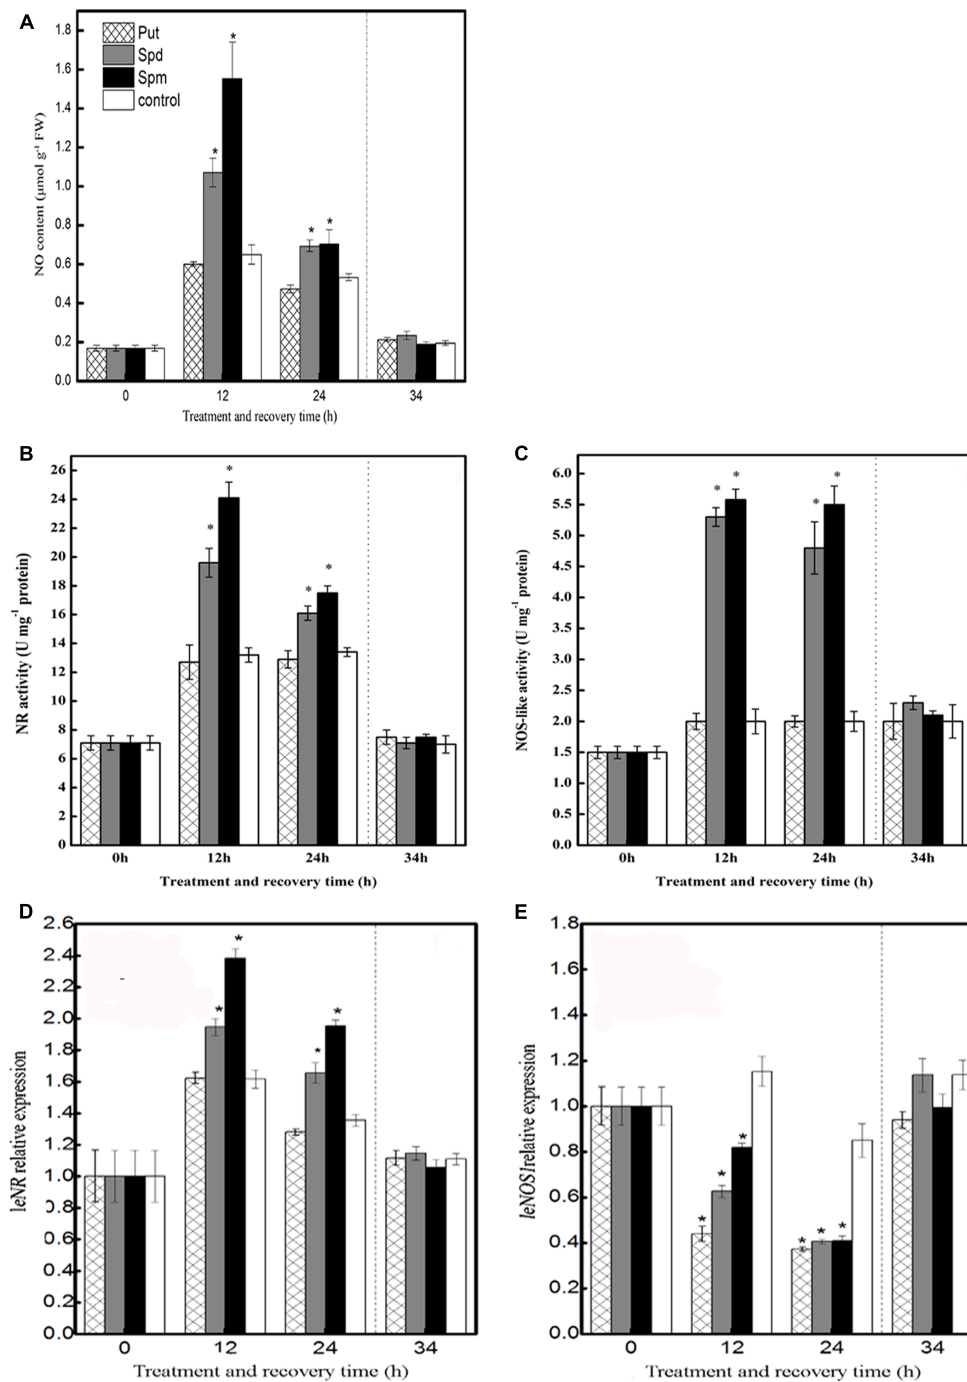 A
1.8
1.6
1.4
1.2
1.0
0.8
0.6
0.4
0.2
0.0
NO content (μmol g⁻¹ FW)
Put
Spd
Spm
control
*
*
*
*
0 12 24 34
Treatment and recovery time (h)
B
26
24
22
20
18
16
14
12
10
8
6
4
2
0
NR activity (U mg⁻¹ protein)
*
*
*
*
0h 12h 24h 34h
Treatment and recovery time (h)
C
6.0
5.5
5.0
4.5
4.0
3.5
3.0
2.5
2.0
1.5
1.0
0.5
0.0
NOS-like activity (U mg⁻¹ protein)
* *
* *
0h 12h 24h 34h
Treatment and recovery time (h)
D
2.6
2.4
2.2
2.0
1.8
1.6
1.4
1.2
1.0
0.8
0.6
0.4
0.2
0.0
leNR relative expression
*
*
*
*
0 12 24 34
Treatment and recovery time (h)
E
1.8
1.6
1.4
1.2
1.0
0.8
0.6
0.4
0.2
0.0
leNOS1relative expression
* * *
* * *
0 12 24 34
Treatment and recovery time (h)